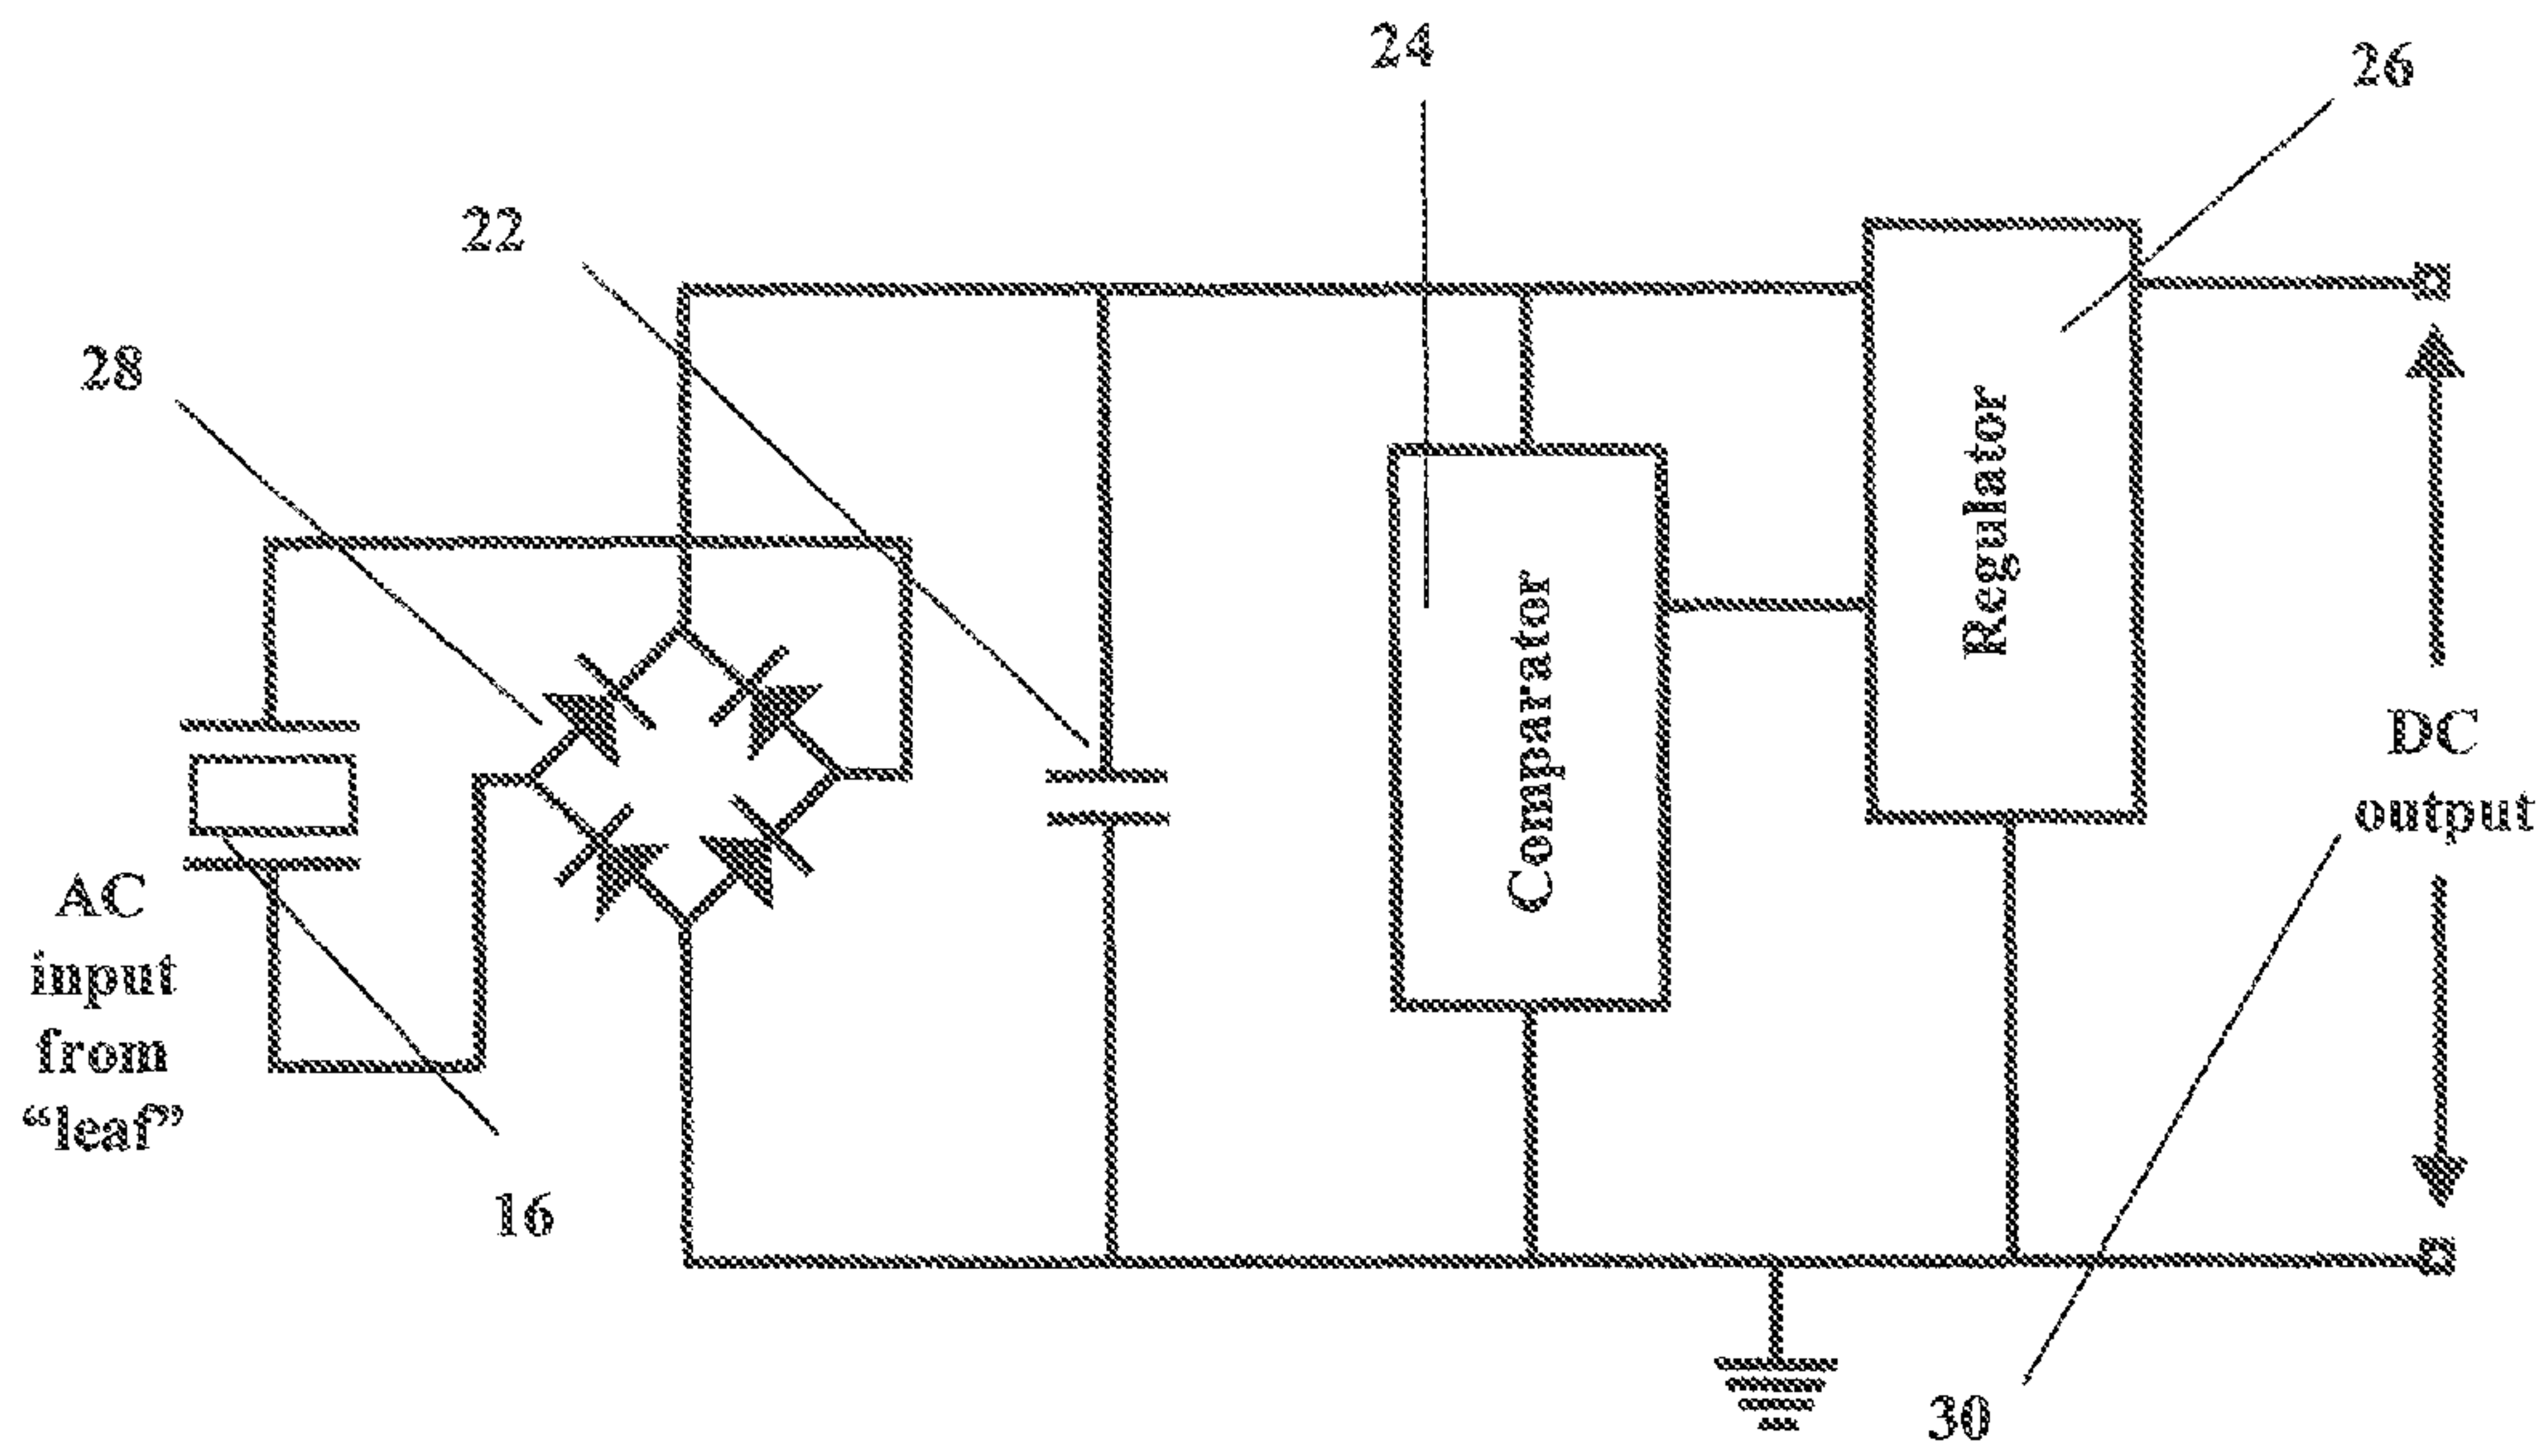 24
26
22
28
Regulator
Comparator
DC
output
AC
input
from
“leaf”
16
30